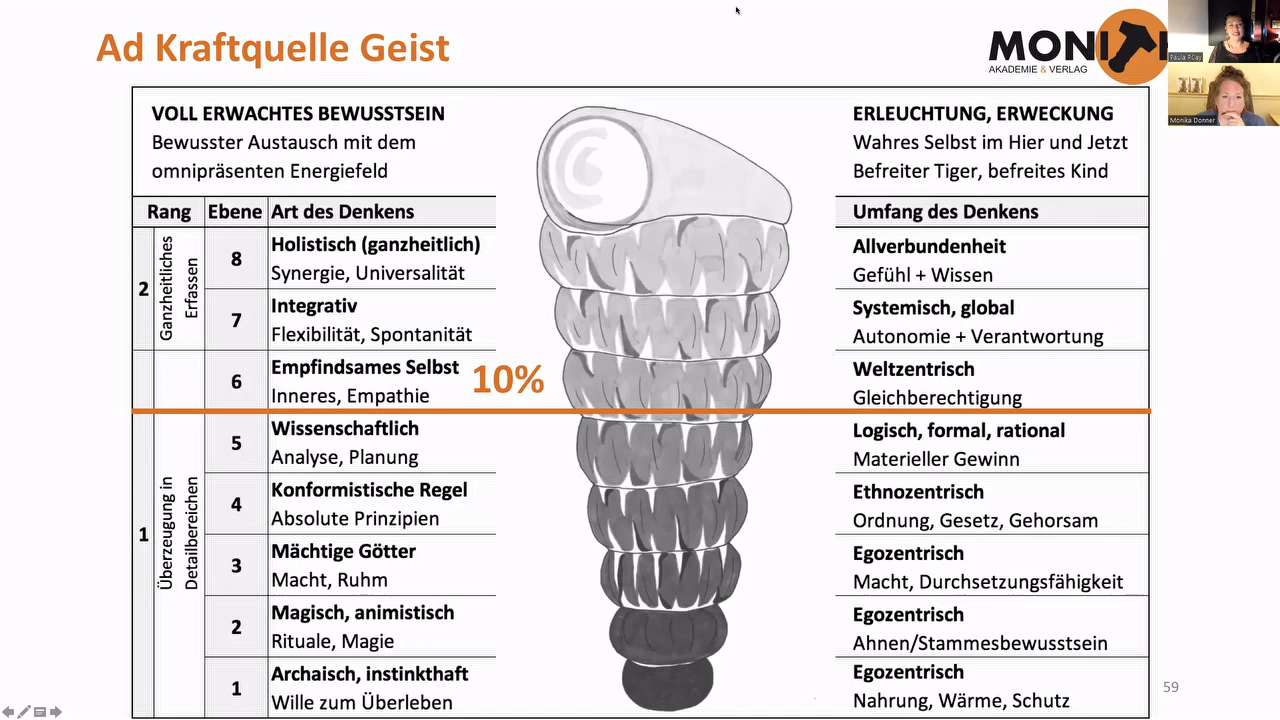 Ad Kraftquelle Geist
MONI
AKADEMIE & VERLAG
Monika Donner
VOLL ERWACHTES BEWUSSTSEIN
Bewusster Austausch mit dem
omnipräsenten Energiefeld
ERLEUCHTUNG, ERWECKUNG
Wahres Selbst im Hier und Jetzt
Befreiter Tiger, befreites Kind
Rang Ebene Art des Denkens
Umfang des Denkens
2
Ganzheitliches
Erfassen
8
Holistisch (ganzheitlich)
Synergie, Universalität
Allverbundenheit
Gefühl + Wissen
7
Integrativ
Flexibilität, Spontanität
Systemisch, global
Autonomie + Verantwortung
6
Empfindsames Selbst
Inneres, Empathie
10%
Weltzentrisch
Gleichberechtigung
1
Überzeugung in
Detailbereichen
5
Wissenschaftlich
Analyse, Planung
Logisch, formal, rational
Materieller Gewinn
4
Konformistische Regel
Absolute Prinzipien
Ethnozentrisch
Ordnung, Gesetz, Gehorsam
3
Mächtige Götter
Macht, Ruhm
Egozentrisch
Macht, Durchsetzungsfähigkeit
2
Magisch, animistisch
Rituale, Magie
Egozentrisch
Ahnen/Stammesbewusstsein
1
Archaisch, instinkthaft
Wille zum Überleben
Egozentrisch
Nahrung, Wärme, Schutz
59